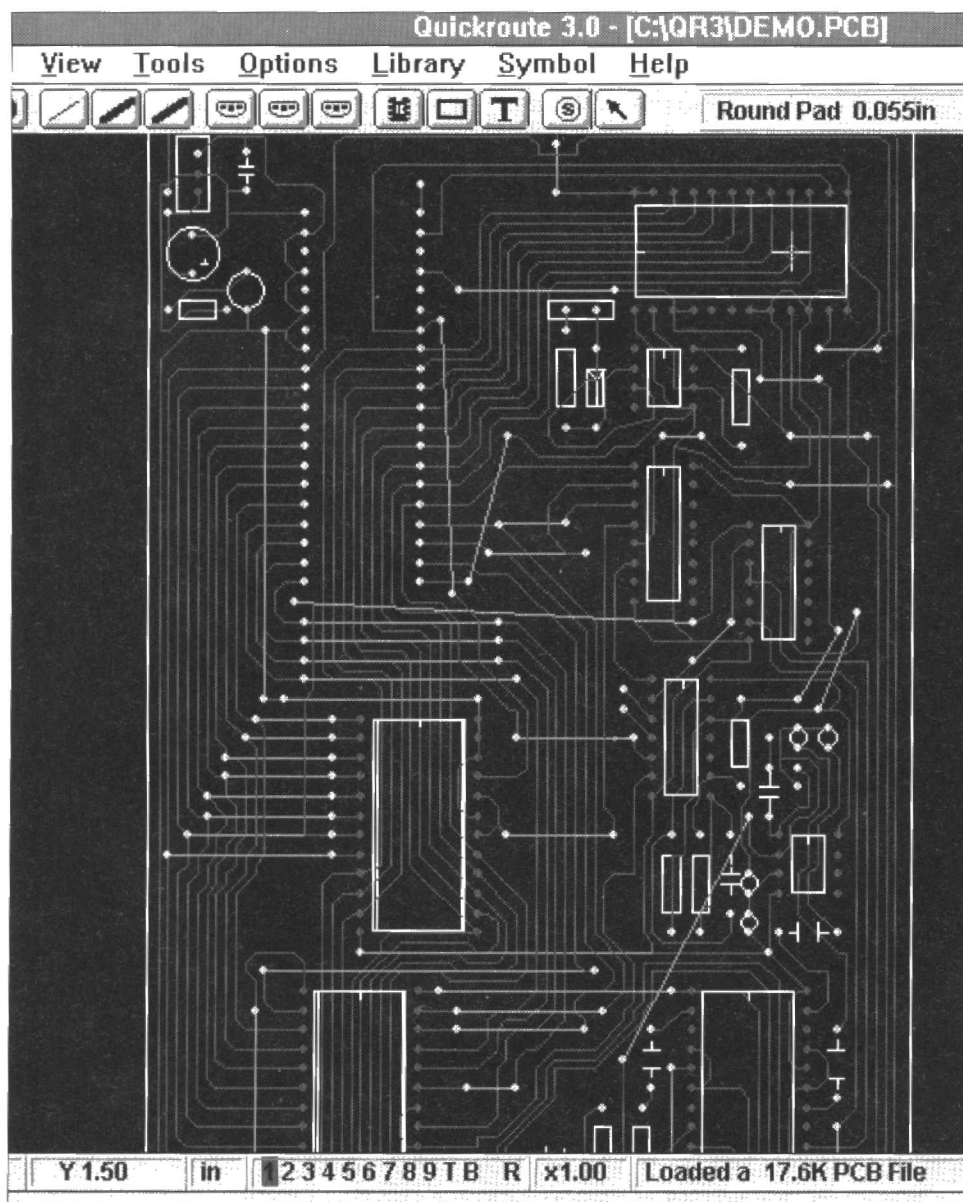 Quickroute 3.0 - [C:\QR3\DEMO.PCB]
View Tools Options Library Symbol Help
T S Round Pad 0.055in
Y 1.50 in 1 2 3 4 5 6 7 8 9 T B R x1.00 Loaded a 17.6K PCB File